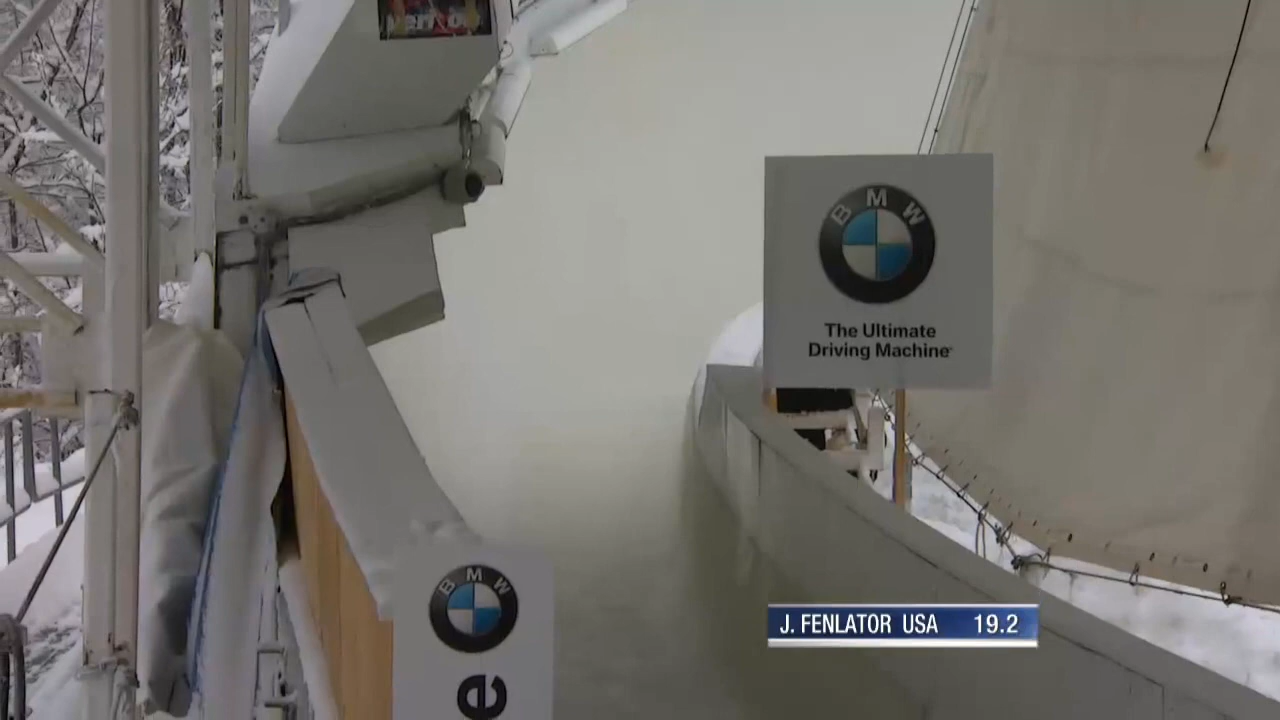 BMW
The Ultimate
Driving Machine
BMW
e
J. FENLATOR USA 19.2